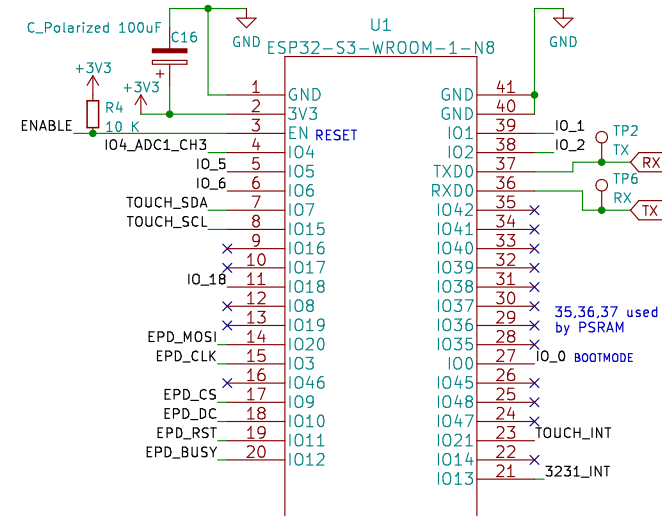 U1
C_Polarized 100uF
C16
GND
ESP32-S3-WROOM-1-N8
GND
+
+3V3
+3V3
R4
10 K
ENABLE
1 GND
2 3V3
3 EN RESET
IO4_ADC1_CH3 4 IO4
IO_5 5 IO5
IO_6 6 IO6
TOUCH_SDA 7 IO7
TOUCH_SCL 8 IO15
9 IO16
10 IO17
IO_18 11 IO18
12 IO8
13 IO19
EPD_MOSI 14 IO20
EPD_CLK 15 IO3
16 IO46
EPD_CS 17 IO9
EPD_DC 18 IO10
EPD_RST 19 IO11
EPD_BUSY 20 IO12
GND 41
GND 40
IO1 39 IO_1
IO2 38 IO_2
TXD0 37
RXD0 36
IO42 35
IO41 34
IO40 33
IO39 32
IO38 31
IO37 30
IO36 29
IO35 28
IO0 27 IO_0 BOOTMODE
IO45 26
IO48 25
IO47 24
IO21 23 TOUCH_INT
IO14 22
IO13 21 3231_INT
TP2
TX
RX
TP6
RX
TX
35,36,37 used
by PSRAM